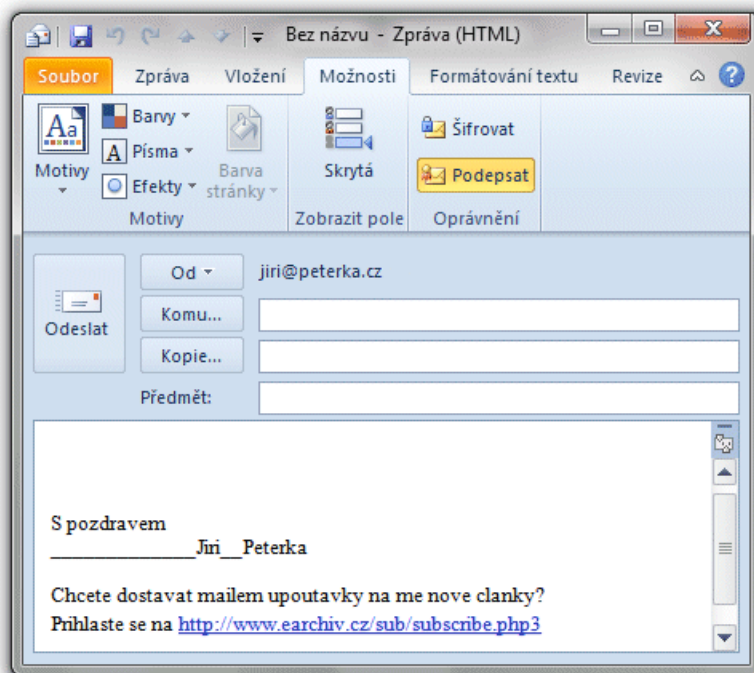 Bez názvu - Zpráva (HTML)
Soubor Zpráva Vložení Možnosti Formátování textu Revize
Aa Barvy Šifrovat
A Písma
Motivy Efekty Barva stránky Skrytá Podepsat
Motivy Zobrazit pole Oprávnění
Od jiri@peterka.cz
Komu...
Odeslat
Kopie...
Předmět:
S pozdravem
_____________Jiri__Peterka
Chcete dostavat mailem upoutavky na me nove clanky?
Prihlaste se na http://www.earchiv.cz/sub/subscribe.php3